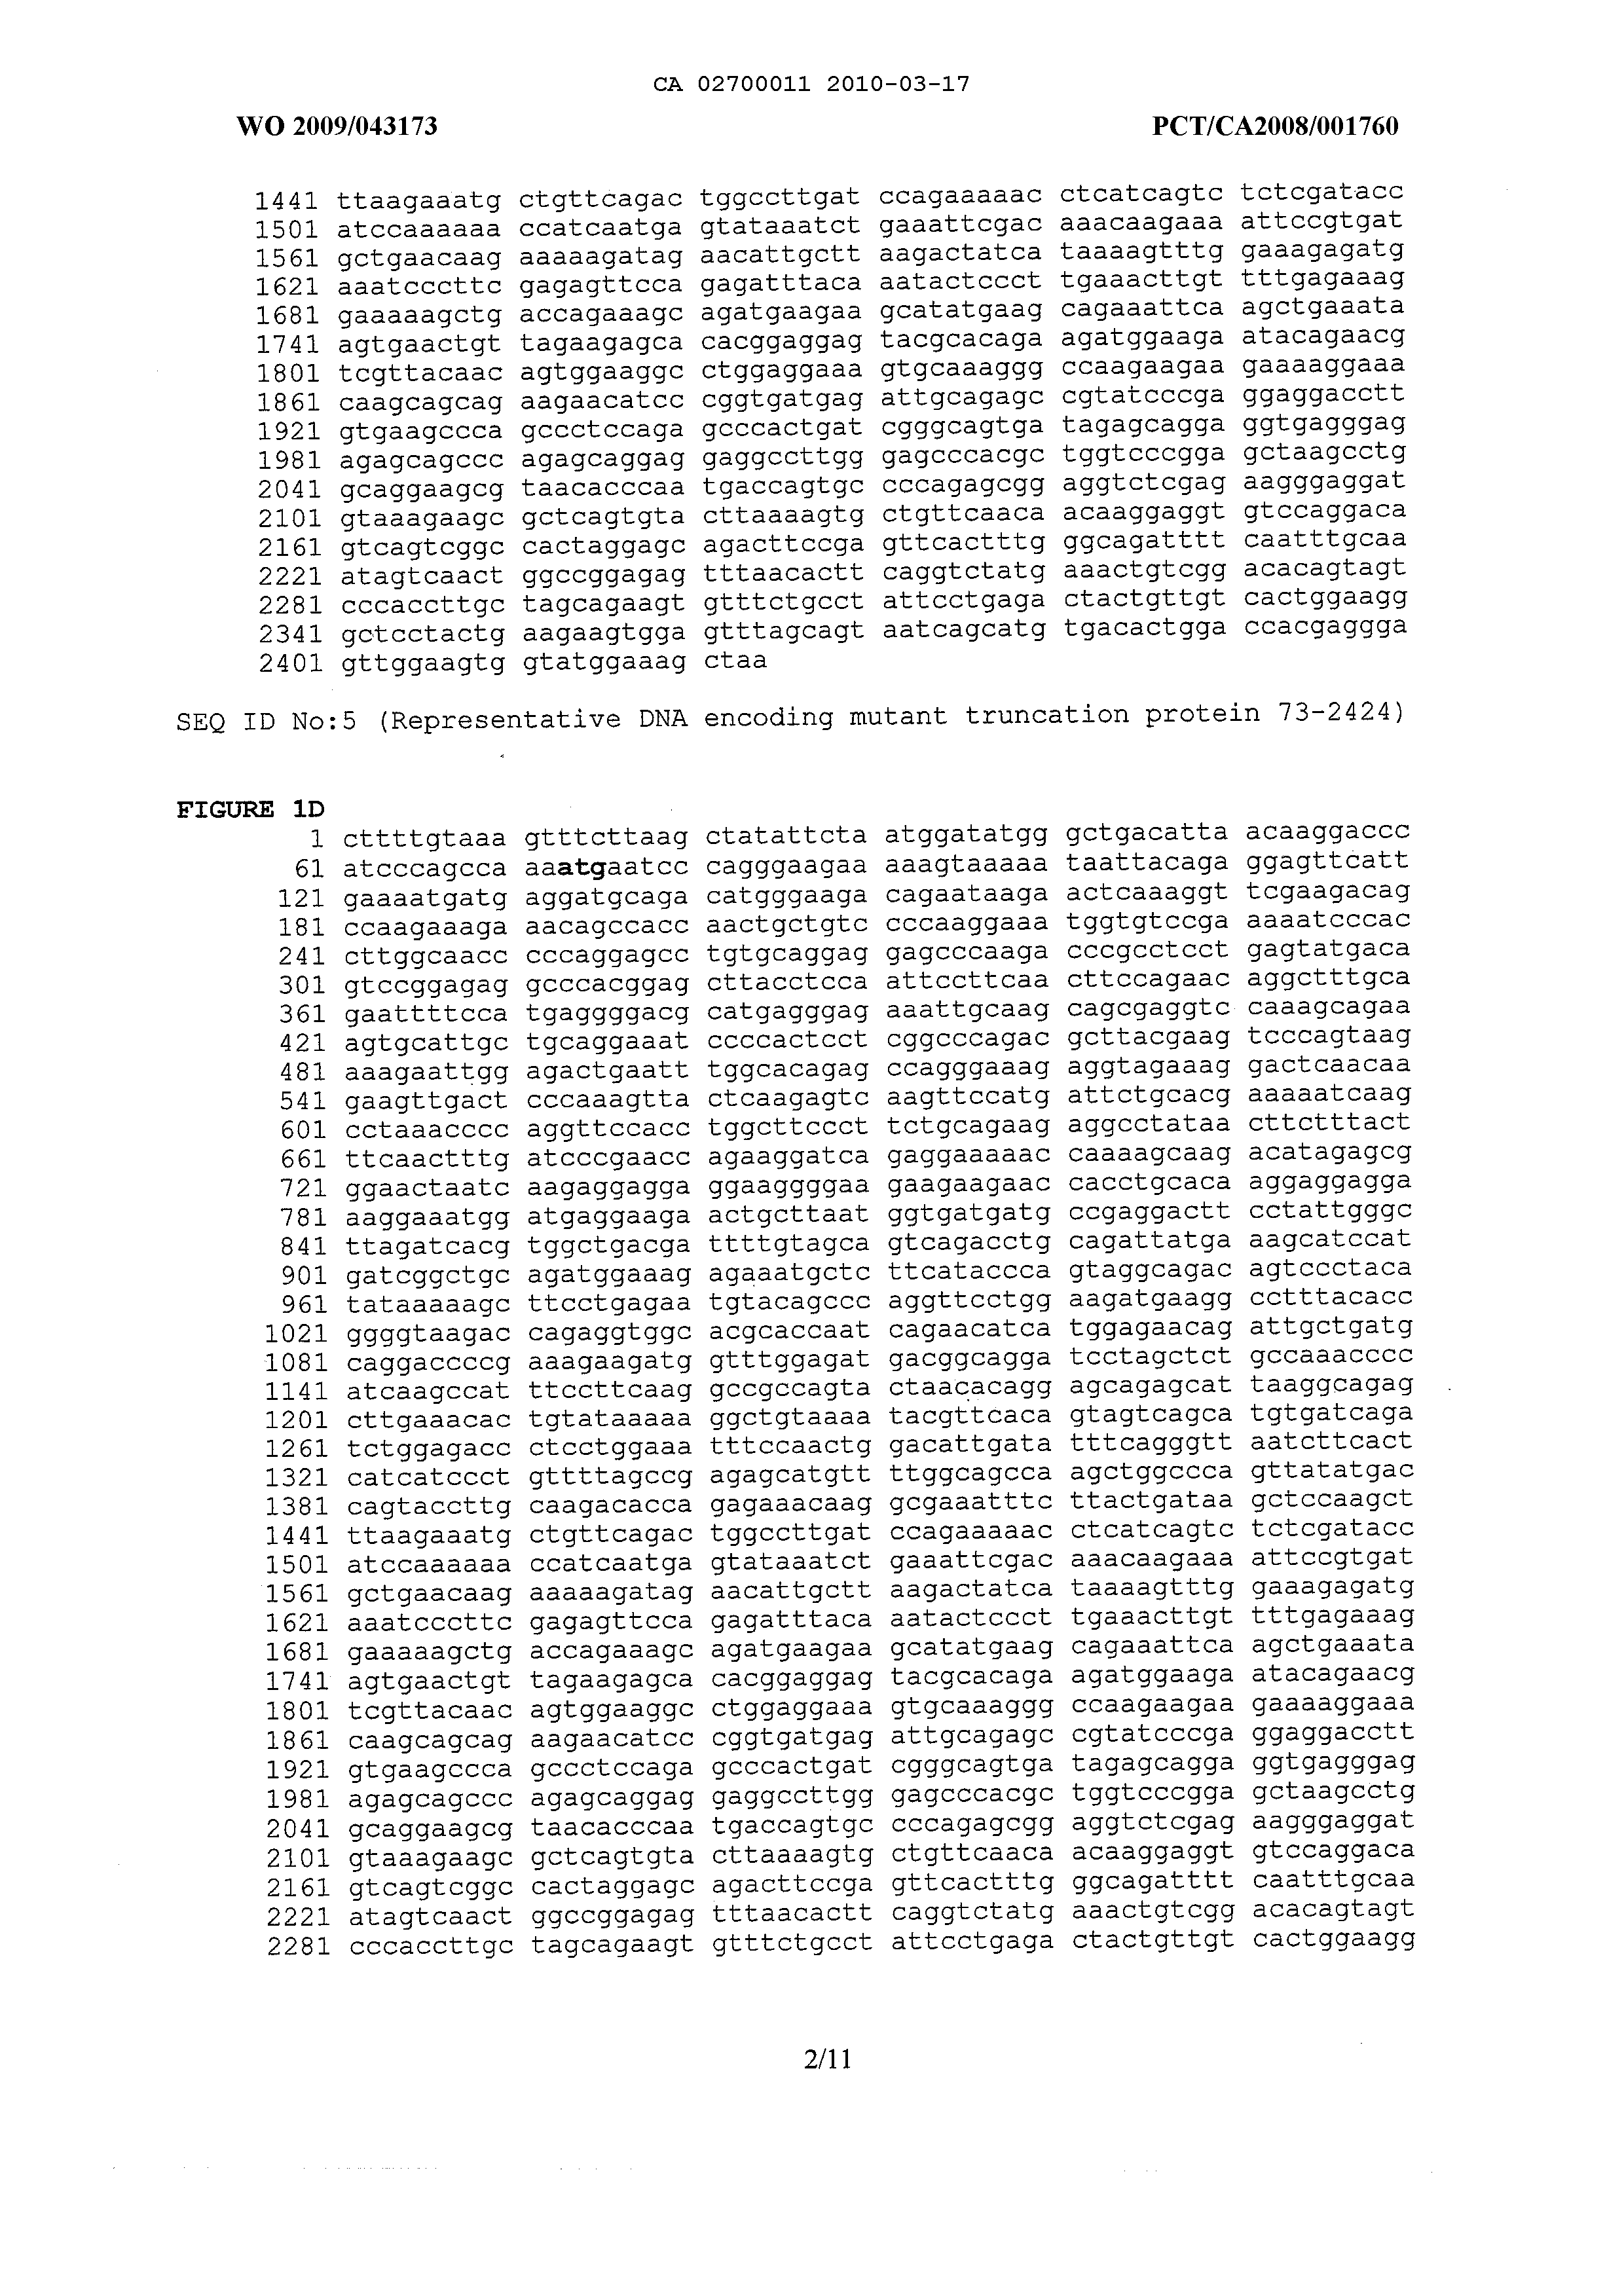 CA 02700011 2010-03-17
WO 2009/043173 PCT/CA2008/001760
1441 ttaagaaatg ctgttcagac tggccttgat ccagaaaaac ctcatcagtc tctcgatacc
1501 atccaaaaaa ccatcaatga gtataaatct gaaattcgac aaacaagaaa attccgtgat
1561 gctgaacaag aaaaagatag aacattgctt aagactatca taaaagtttg gaaagagatg
1621 aaatcccttc gagagttcca gagatttaca aatactccct tgaaacttgt tttgagaaag
1681 gaaaaagctg accagaaagc agatgaagaa gcatatgaag cagaaattca agctgaaata
1741 agtgaactgt tagaagagca cacggaggag tacgcacaga agatggaaga atacagaacg
1801 tcgttacaac agtggaaggc ctggaggaaa gtgcaaaggg ccaagaagaa gaaaaggaaa
1861 caagcagcag aagaacatcc cggtgatgag attgcagagc cgtatcccga ggaggacctt
1921 gtgaagccca gccctccaga gcccactgat cgggcagtga tagagcagga ggtgagggag
1981 agagcagccc agagcaggag gaggccttgg gagcccacgc tggtcccgga gctaagcctg
2041 gcaggaagcg taacacccaa tgaccagtgc cccagagcgg aggtctcgag aagggaggat
2101 gtaaagaagc gctcagtgta cttaaaagtg ctgttcaaca acaaggaggt gtccaggaca
2161 gtcagtcggc cactaggagc agacttccga gttcactttg ggcagatttt caatttgcaa
2221 atagtcaact ggccggagag tttaacactt caggtctatg aaactgtcgg acacagtagt
2281 cccaccttgc tagcagaagt gtttctgcct attcctgaga ctactgttgt cactggaagg
2341 gctcctactg aagaagtgga gtttagcagt aatcagcatg tgacactgga ccacgaggga
2401 gttggaagtg gtatggaaag ctaa
SEQ ID No:5 (Representative DNA encoding mutant truncation protein 73-2424)
FIGURE 1D
1 cttttgtaaa gtttcttaag ctatattcta atggatatgg gctgacatta acaaggaccc
61 atcccagcca aaatgaatcc cagggaagaa aaagtaaaaa taattacaga ggagttcatt
121 gaaaatgatg aggatgcaga catgggaaga cagaataaga actcaaaggt tcgaagacag
181 ccaagaaaga aacagccacc aactgctgtc cccaaggaaa tggtgtccga aaaatcccac
241 cttggcaacc cccaggagcc tgtgcaggag gagcccaaga cccgcctcct gagtatgaca
301 gtccggagag gcccacggag cttacctcca attccttcaa cttccagaac aggctttgca
361 gaattttcca tgaggggacg catgagggag aaattgcaag cagcgaggtc caaagcagaa
421 agtgcattgc tgcaggaaat ccccactcct cggcccagac gcttacgaag tcccagtaag
481 aaagaattgg agactgaatt tggcacagag ccagggaaag aggtagaaag gactcaacaa
541 gaagttgact cccaaagtta ctcaagagtc aagttccatg attctgcacg aaaaatcaag
601 cctaaacccc aggttccacc tggcttccct tctgcagaag aggcctataa cttctttact
661 ttcaactttg atcccgaacc agaaggatca gaggaaaaac caaaagcaag acatagagcg
721 ggaactaatc aagaggagga ggaaggggaa gaagaagaac cacctgcaca aggaggagga
781 aaggaaatgg atgaggaaga actgcttaat ggtgatgatg ccgaggactt cctattgggc
841 ttagatcacg tggctgacga ttttgtagca gtcagacctg cagattatga aagcatccat
901 gatcggctgc agatggaaag agaaatgctc ttcataccca gtaggcagac agtccctaca
961 tataaaaagc ttcctgagaa tgtacagccc aggttcctgg aagatgaagg cctttacacc
1021 ggggtaagac cagaggtggc acgcaccaat cagaacatca tggagaacag attgctgatg
1081 caggaccccg aaagaagatg gtttggagat gacggcagga tcctagctct gccaaacccc
1141 atcaagccat ttccttcaag gccgccagta ctaacacagg agcagagcat taaggcagag
1201 cttgaaacac tgtataaaaa ggctgtaaaa tacgttcaca gtagtcagca tgtgatcaga
1261 tctggagacc ctcctggaaa tttccaactg gacattgata tttcagggtt aatcttcact
1321 catcatccct gttttagccg agagcatgtt ttggcagcca agctggccca gttatatgac
1381 cagtaccttg caagacacca gagaaacaag gcgaaatttc ttactgataa gctccaagct
1441 ttaagaaatg ctgttcagac tggccttgat ccagaaaaac ctcatcagtc tctcgatacc
1501 atccaaaaaa ccatcaatga gtataaatct gaaattcgac aaacaagaaa attccgtgat
1561 gctgaacaag aaaaagatag aacattgctt aagactatca taaaagtttg gaaagagatg
1621 aaatcccttc gagagttcca gagatttaca aatactccct tgaaacttgt tttgagaaag
1681 gaaaaagctg accagaaagc agatgaagaa gcatatgaag cagaaattca agctgaaata
1741 agtgaactgt tagaagagca cacggaggag tacgcacaga agatggaaga atacagaacg
1801 tcgttacaac agtggaaggc ctggaggaaa gtgcaaaggg ccaagaagaa gaaaaggaaa
1861 caagcagcag aagaacatcc cggtgatgag attgcagagc cgtatcccga ggaggacctt
1921 gtgaagccca gccctccaga gcccactgat cgggcagtga tagagcagga ggtgagggag
1981 agagcagccc agagcaggag gaggccttgg gagcccacgc tggtcccgga gctaagcctg
2041 gcaggaagcg taacacccaa tgaccagtgc cccagagcgg aggtctcgag aagggaggat
2101 gtaaagaagc gctcagtgta cttaaaagtg ctgttcaaca acaaggaggt gtccaggaca
2161 gtcagtcggc cactaggagc agacttccga gttcactttg ggcagatttt caatttgcaa
2221 atagtcaact ggccggagag tttaacactt caggtctatg aaactgtcgg acacagtagt
2281 cccaccttgc tagcagaagt gtttctgcct attcctgaga ctactgttgt cactggaagg
2/11